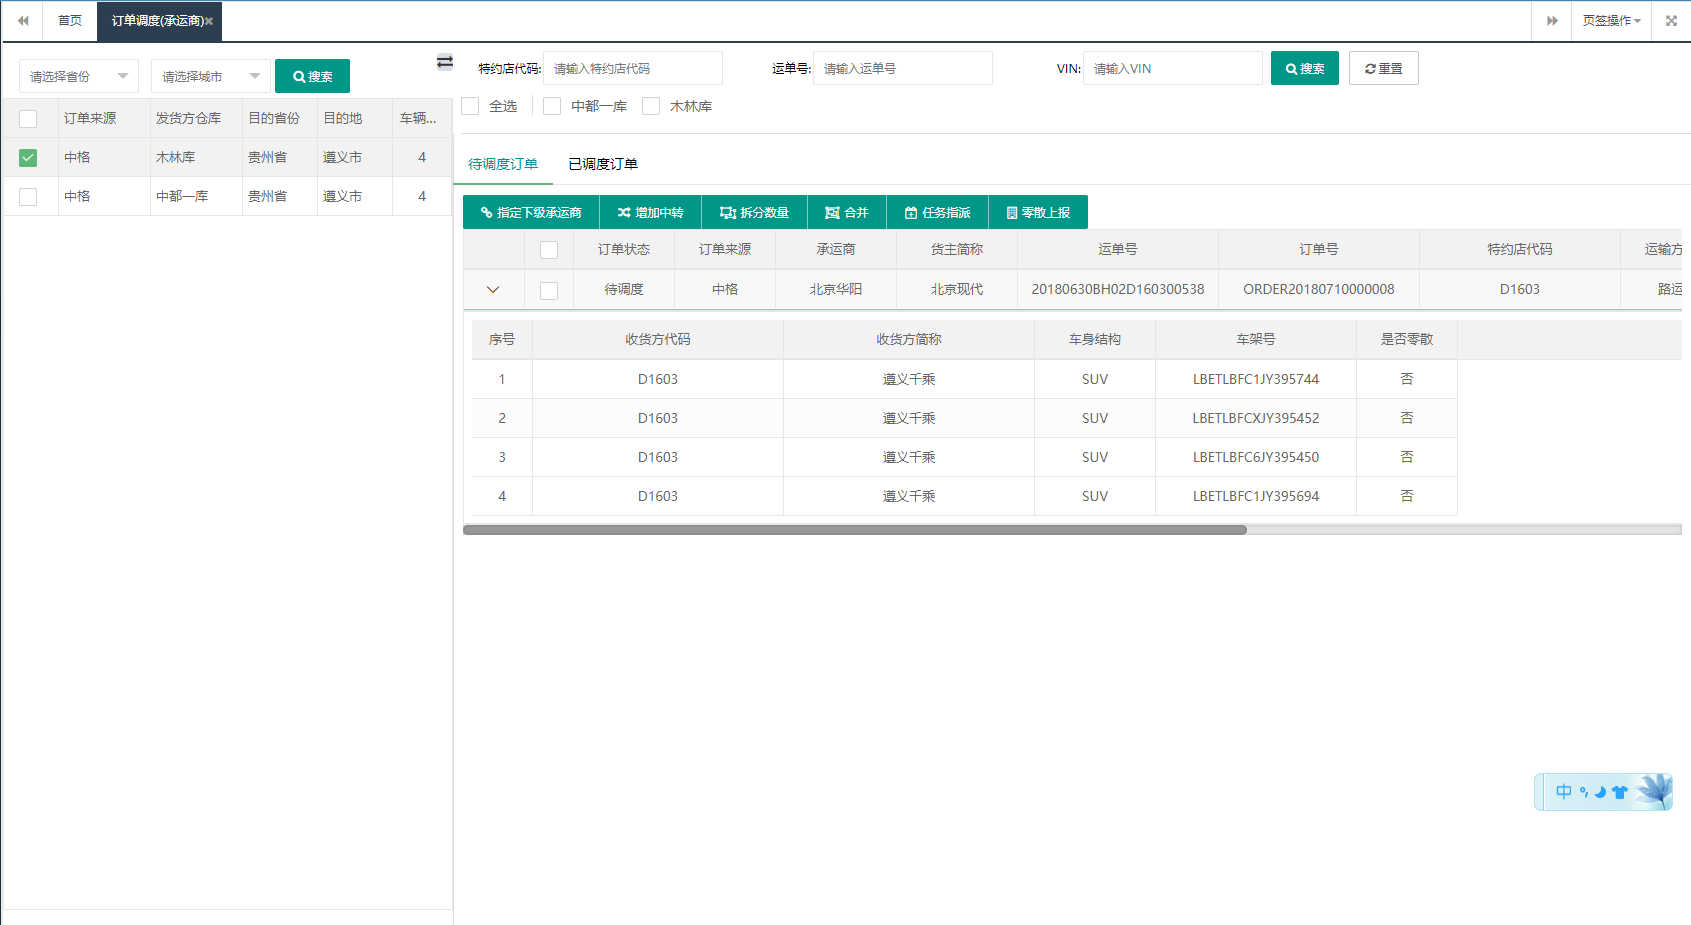 首页 订单调度(承运商) 页签操作
请选择省份 请选择城市 搜索
特约店代码: 请输入特约店代码 运单号: 请输入运单号 VIN: 请输入VIN 搜索 重置
全选 中都一库 木林库
订单来源 发货方仓库 目的省份 目的地 车辆...
中格 木林库 贵州省 遵义市 4
中格 中都一库 贵州省 遵义市 4
待调度订单 已调度订单
指定下级承运商 增加中转 拆分数量 合并 任务指派 零散上报
订单状态 订单来源 承运商 货主简称 运单号 订单号 特约店代码 运输方
待调度 中格 北京华阳 北京现代 20180630BH02D160300538 ORDER20180710000008 D1603 路运
序号 收货方代码 收货方简称 车身结构 车架号 是否零散
1 D1603 遵义千乘 SUV LBETLBFC1JY395744 否
2 D1603 遵义千乘 SUV LBETLBFCXJY395452 否
3 D1603 遵义千乘 SUV LBETLBFC6JY395450 否
4 D1603 遵义千乘 SUV LBETLBFC1JY395694 否
中